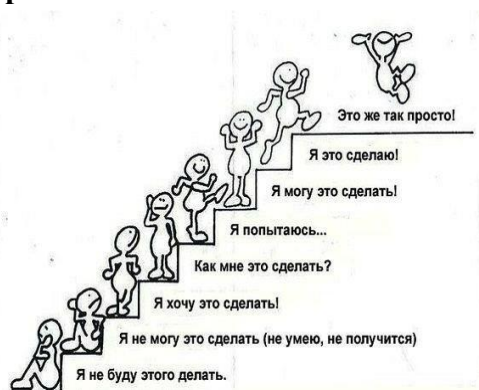 Это же так просто!
Я это сделаю!
Я могу это сделать!
Я попытаюсь...
Как мне это сделать?
Я хочу это сделать!
Я не могу это сделать (не умею, не получится)
Я не буду этого делать.